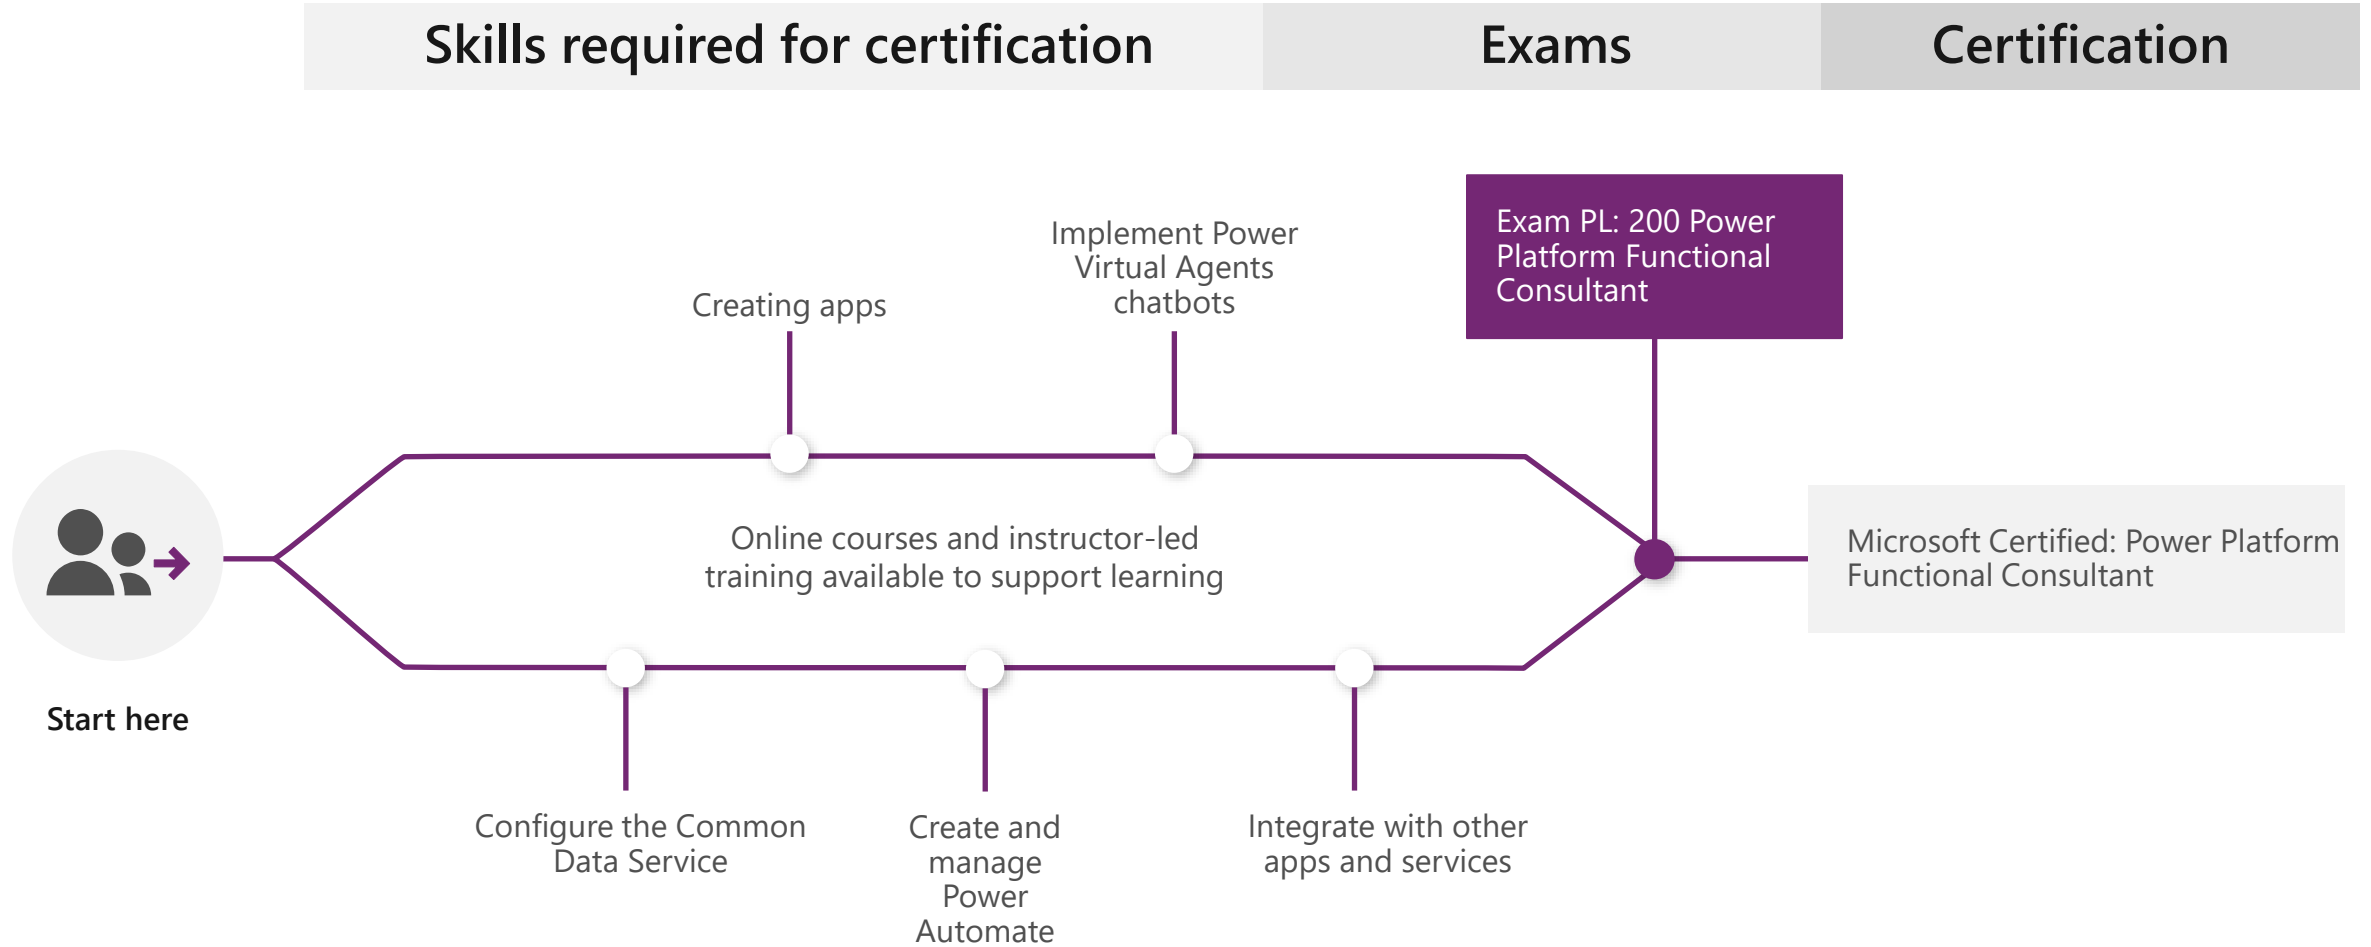 Skills required for certification
Exams
Certification
Exam PL: 200 Power
Platform Functional
Consultant
Implement Power
Virtual Agents
chatbots
Creating apps
Online courses and instructor-led
training available to support learning
Microsoft Certified: Power Platform
Functional Consultant
Start here
Configure the Common
Data Service
Create and
manage
Power
Automate
Integrate with other
apps and services